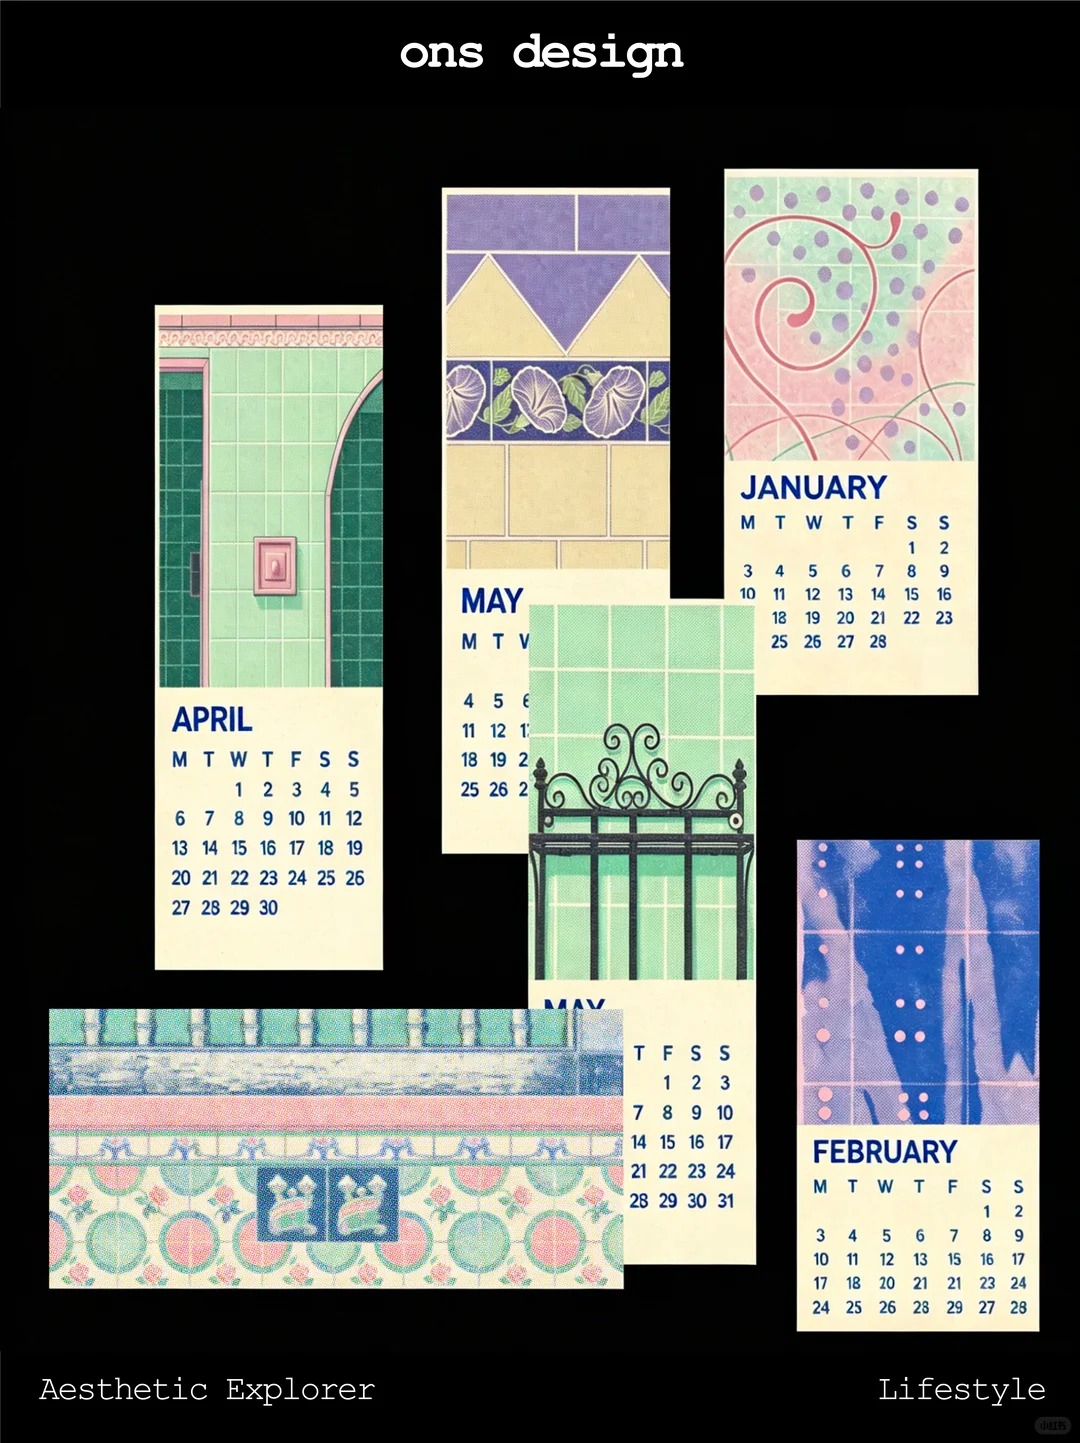 ons design
JANUARY
M T W T F S S
1 2
3 4 5 6 7 8 9
10 11 12 13 14 15 16
18 19 20 21 22 23
25 26 27 28
MAY
M T
4 5
11 12
18 19
25 26
APRIL
M T W T F S S
1 2 3 4 5
6 7 8 9 10 11 12
13 14 15 16 17 18 19
20 21 22 23 24 25 26
27 28 29 30
MAY
T F S S
1 2 3
7 8 9 10
14 15 16 17
21 22 23 24
28 29 30 31
FEBRUARY
M T W T F S S
1 2
3 4 5 6 7 8 9
10 11 12 13 15 16 17
17 18 20 21 21 23 24
24 25 26 28 29 27 28
Aesthetic Explorer
Lifestyle
小红书